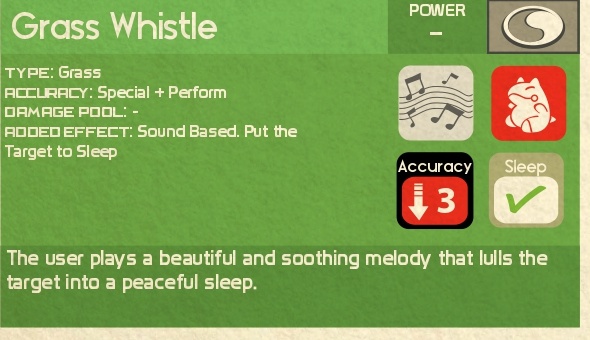 Grass Whistle
POWER
–
TYPE: Grass
ACCURACY: Special + Perform
DAMAGE POOL: -
ADDED EFFECT: Sound Based. Put the
Target to Sleep
Accuracy
3
Sleep
The user plays a beautiful and soothing melody that lulls the
target into a peaceful sleep.